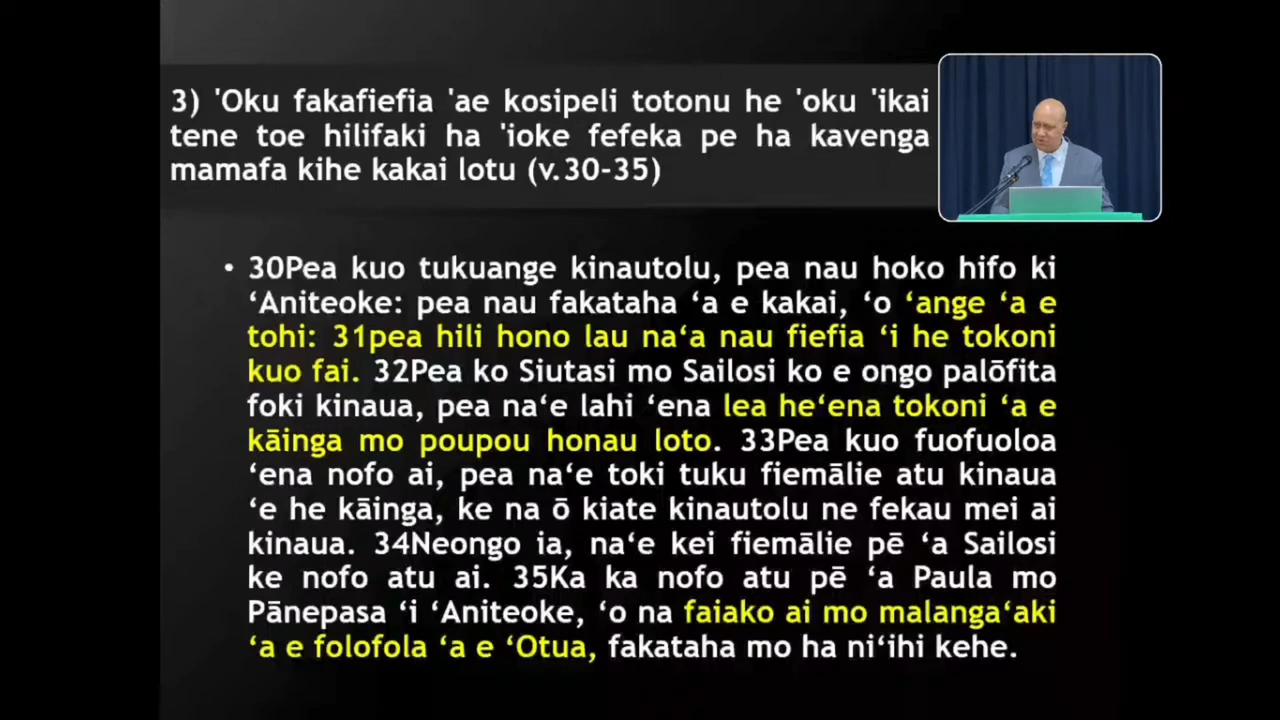 3) 'Oku fakafiefia 'ae kosipeli totonu he 'oku 'ikai
tene toe hilifaki ha 'ioke fefeka pe ha kavenga
mamafa kihe kakai lotu (v.30-35)
• 30Pea kuo tukuange kinautolu, pea nau hoko hifo ki
‘Aniteoke: pea nau fakataha ‘a e kakai, ‘o ‘ange ‘a e
tohi: 31pea hili hono lau na‘a nau fiefia ‘i he tokoni
kuo fai. 32Pea ko Siutasi mo Sailosi ko e ongo palōfita
foki kinaua, pea na‘e lahi ‘ena lea he‘ena tokoni ‘a e
kāinga mo poupou honau loto. 33Pea kuo fuofuoloa
‘ena nofo ai, pea na‘e toki tuku fiemālie atu kinaua
‘e he kāinga, ke na ō kiate kinautolu ne fekau mei ai
kinaua. 34Neongo ia, na‘e kei fiemālie pē ‘a Sailosi
ke nofo atu ai. 35Ka ka nofo atu pē ‘a Paula mo
Pānepasa ‘i ‘Aniteoke, ‘o na faiako ai mo malanga‘aki
‘a e folofola ‘a e ‘Otua, fakataha mo ha ni‘ihi kehe.